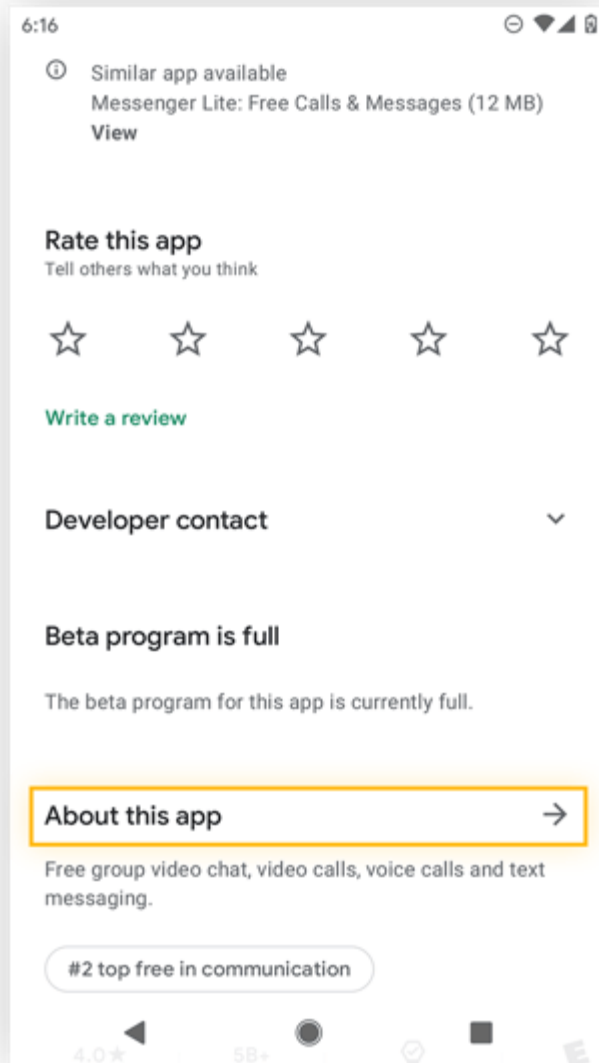 6:16
Similar app available
Messenger Lite: Free Calls & Messages (12 MB)
View
Rate this app
Tell others what you think
Write a review
Developer contact
Beta program is full
The beta program for this app is currently full.
About this app
Free group video chat, video calls, voice calls and text
messaging.
#2 top free in communication
4.0★
5B+
E